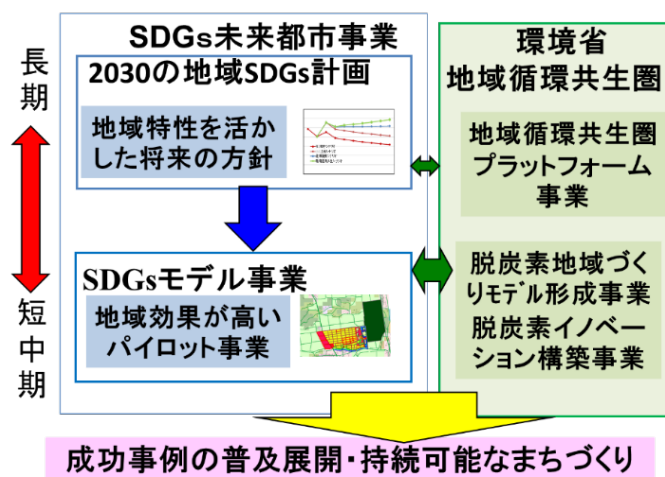 長期
短中期
SDGs未来都市事業
2030の地域SDGs計画
地域特性を活か
した将来の方針
SDGsモデル事業
地域効果が高い
パイロット事業
環境省
地域循環共生圏
地域循環共生圏
プラットフォーム
事業
脱炭素地域づく
りモデル形成事業
脱炭素イノベー
ション構築事業
成功事例の普及展開・持続可能なまちづくり